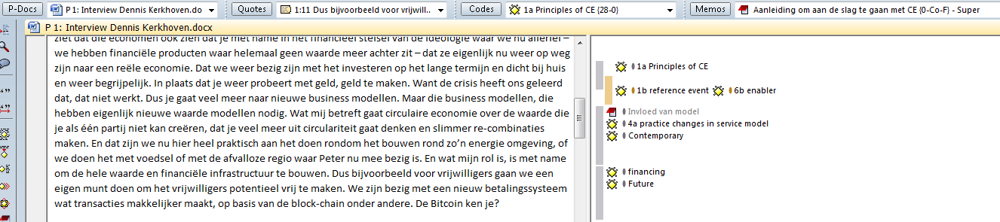 P-Docs P 1: Interview Dennis Kerkhoven.do Quotes 1:11 Dus bijvoorbeeld voor vrijwill.. Codes 1a Principles of CE {28-0} Memos Aanleiding om aan de slag te gaan met CE {0-Co-F} - Super
P 1: Interview Dennis Kerkhoven.docx
ziet dat die economen ook zien dat je met name in het financieel stelsel van de ideologie waar we nu allerlei –
we hebben financiële producten waar helemaal geen waarde meer achter zit – dat ze eigenlijk nu weer op weg
zijn naar een reële economie. Dat we weer bezig zijn met het investeren op het lange termijn en dicht bij huis
en weer begrijpelijk. In plaats dat je weer probeert met geld, geld te maken. Want de crisis heeft ons geleerd
dat, dat niet werkt. Dus je gaat veel meer naar nieuwe business modellen. Maar die business modellen, die
hebben eigenlijk nieuwe waarde modellen nodig. Wat mij betreft gaat circulaire economie over de waarde die
je als één partij niet kan creëren, dat je veel meer uit circulariteit gaat denken en slimmer re-combinaties
maken. En dat zijn we nu hier heel praktisch aan het doen rondom het bouwen rond zo’n energie omgeving, of
we doen het met voedsel of met de afvalloze regio waar Peter nu mee bezig is. En wat mijn rol is, is met name
om de hele waarde en financiële infrastructuur te bouwen. Dus bijvoorbeeld voor vrijwilligers gaan we een
eigen munt doen om het vrijwilligers potentieel vrij te maken. We zijn bezig met een nieuw betalingssysteem
wat transacties makkelijker maakt, op basis van de block-chain onder andere. De Bitcoin ken je?
1a Principles of CE
1b reference event 6b enabler
Invloed van model
4a practice changes in service model
Contemporary
financing
Future